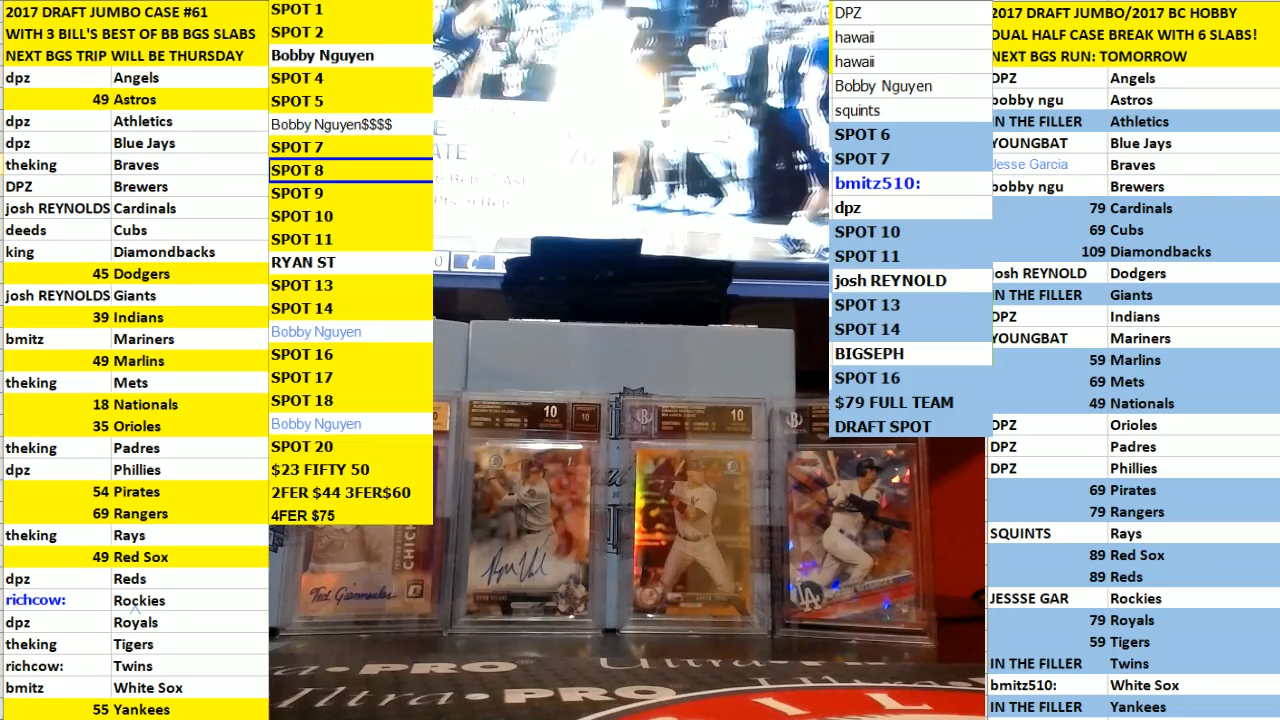 2017 DRAFT JUMBO CASE #61
WITH 3 BILL'S BEST OF BB BGS SLABS
NEXT BGS TRIP WILL BE THURSDAY
dpz Angels
49 Astros
dpz Athletics
dpz Blue Jays
theking Braves
DPZ Brewers
josh REYNOLDS Cardinals
deeds Cubs
king Diamondbacks
45 Dodgers
josh REYNOLDS Giants
39 Indians
bmitz Mariners
49 Marlins
theking Mets
18 Nationals
35 Orioles
theking Padres
dpz Phillies
54 Pirates
69 Rangers
theking Rays
49 Red Sox
dpz Reds
richcow: Rockies
dpz Royals
theking Tigers
richcow: Twins
bmitz White Sox
55 Yankees
SPOT 1
SPOT 2
Bobby Nguyen
SPOT 4
SPOT 5
Bobby Nguyen$$$$
SPOT 7
SPOT 8
SPOT 9
SPOT 10
SPOT 11
RYAN ST
SPOT 13
SPOT 14
Bobby Nguyen
SPOT 16
SPOT 17
SPOT 18
Bobby Nguyen
SPOT 20
$23 FIFTY 50
2FER $44 3FER$60
4FER $75
10
10
LA
PRO
Ultra
Ultra PRO
DPZ
hawaii
hawaii
Bobby Nguyen
squints
SPOT 6
SPOT 7
bmitz510:
dpz
SPOT 10
SPOT 11
josh REYNOLD
SPOT 13
SPOT 14
BIGSEPH
SPOT 16
$79 FULL TEAM
DRAFT SPOT
2017 DRAFT JUMBO/2017 BC HOBBY
DUAL HALF CASE BREAK WITH 6 SLABS!
NEXT BGS RUN: TOMORROW
DPZ Angels
bobby ngu Astros
IN THE FILLER Athletics
YOUNGBAT Blue Jays
Jesse Garcia Braves
bobby ngu Brewers
79 Cardinals
69 Cubs
109 Diamondbacks
josh REYNOLD Dodgers
IN THE FILLER Giants
DPZ Indians
YOUNGBAT Mariners
59 Marlins
69 Mets
49 Nationals
DPZ Orioles
DPZ Padres
DPZ Phillies
69 Pirates
79 Rangers
SQUINTS Rays
89 Red Sox
89 Reds
JESSSE GAR Rockies
79 Royals
59 Tigers
IN THE FILLER Twins
bmitz510: White Sox
IN THE FILLER Yankees